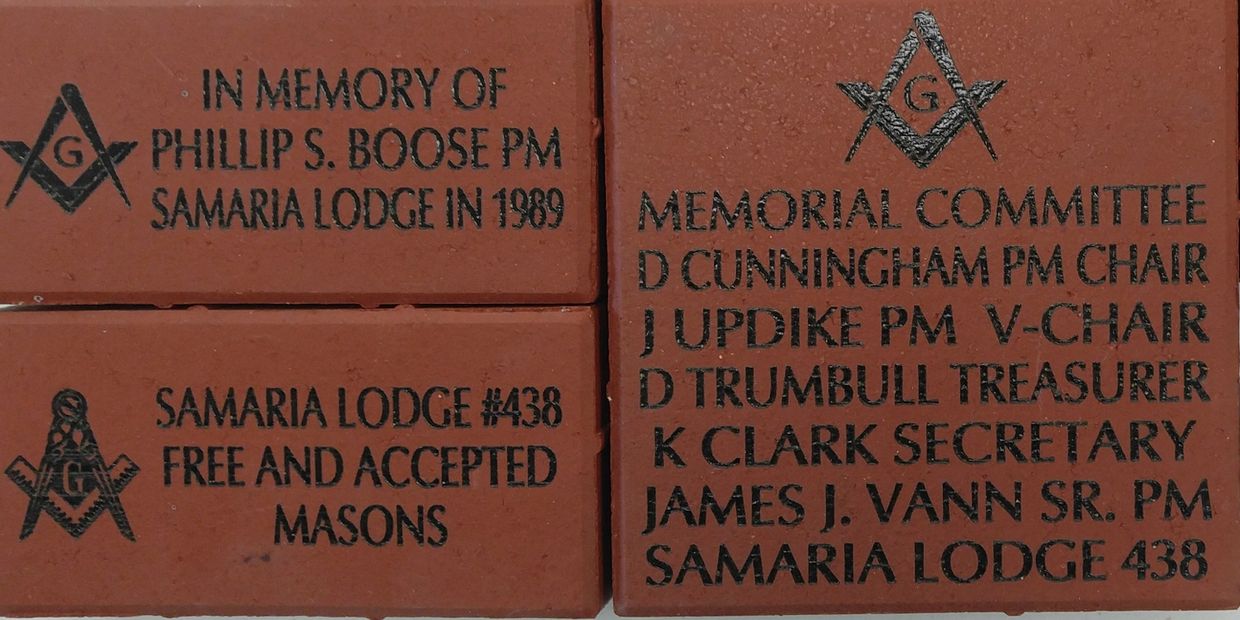 G
IN MEMORY OF
PHILLIP S. BOOSE PM
SAMARIA LODGE IN 1989
G
SAMARIA LODGE #438
FREE AND ACCEPTED
MASONS
G
MEMORIAL COMMITTEE
D CUNNINGHAM PM CHAIR
J UPDIKE PM V-CHAIR
D TRUMBULL TREASURER
K CLARK SECRETARY
JAMES J. VANN SR. PM
SAMARIA LODGE 438